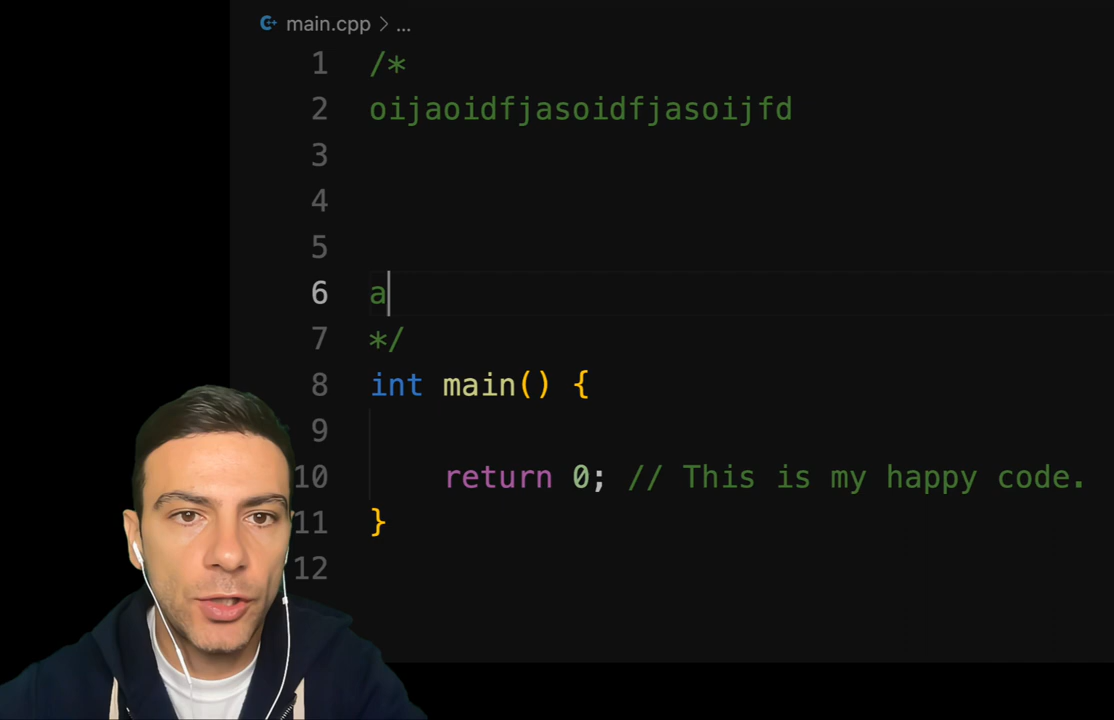 main.cpp > ...
1 /*
2 oijaoidfjasoidfjasoijfd
3
4
5
6 a
7 */
8 int main() {
9
10 return 0; // This is my happy code.
11 }
12